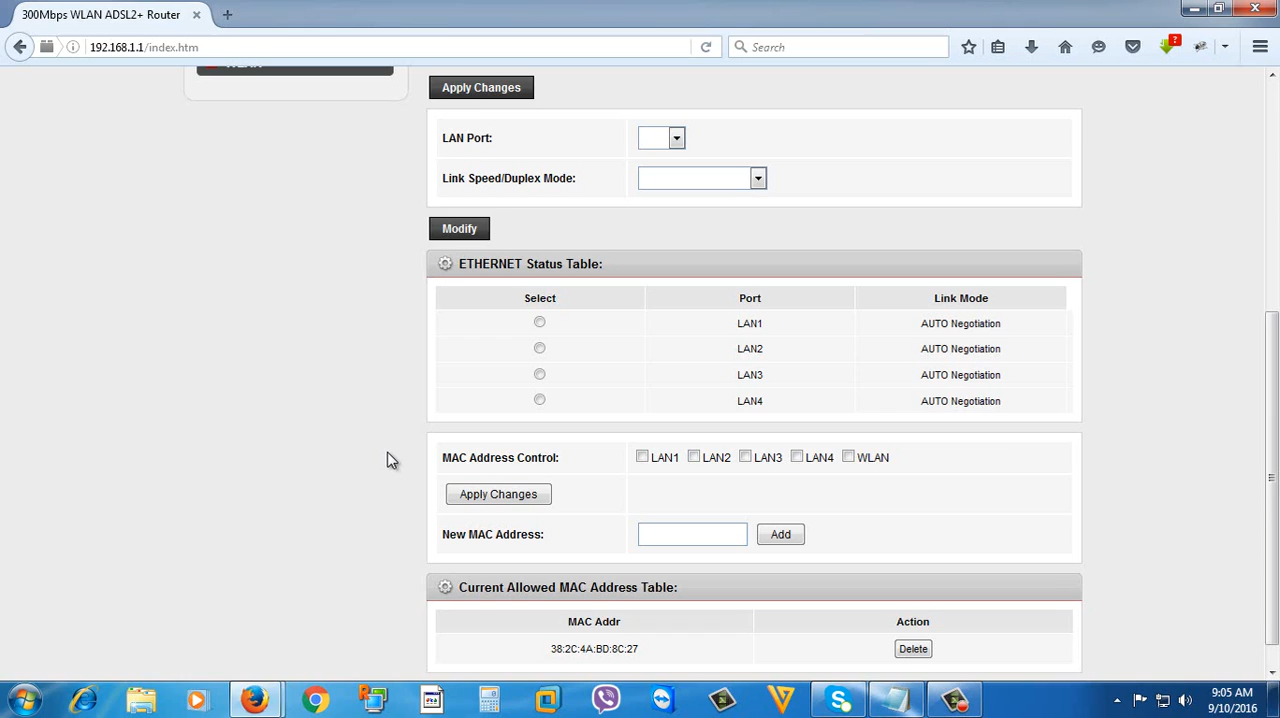 300Mbps WLAN ADSL2+ Router
192.168.1.1/index.htm
Search
?
WLAN
Apply Changes
LAN Port:
Link Speed/Duplex Mode:
Modify
ETHERNET Status Table:
Select Port Link Mode
LAN1 AUTO Negotiation
LAN2 AUTO Negotiation
LAN3 AUTO Negotiation
LAN4 AUTO Negotiation
MAC Address Control: LAN1 LAN2 LAN3 LAN4 WLAN
Apply Changes
New MAC Address: Add
Current Allowed MAC Address Table:
MAC Addr Action
38:2C:4A:BD:8C:27 Delete
9:05 AM
9/10/2016